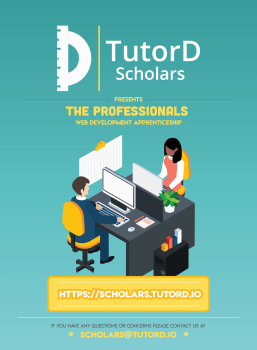 TutorD
Scholars
PRESENTS
THE PROFESSIONALS
WEB DEVELOPMENT APPRENTICESHIP
HTTPS://SCHOLARS.TUTORD.IO
IF YOU HAVE ANY QUESTIONS OR CONCERNS PLEASE CONTACT US AT
SCHOLARS@TUTORD.IO